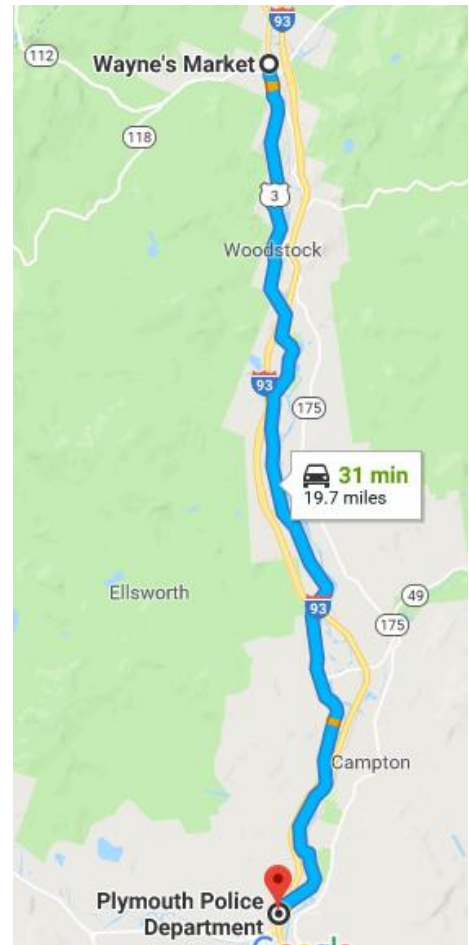 93
112
Wayne's Market
118
3
Woodstock
93
175
31 min
19.7 miles
Ellsworth
49
93
175
Campton
Plymouth Police
Department